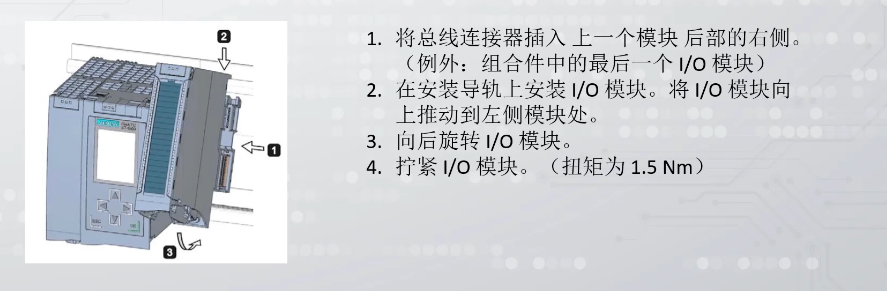 1. 将总线连接器插入 上一个模块 后部的右侧。
（例外：组合件中的最后一个 I/O 模块）
2. 在安装导轨上安装 I/O 模块。将 I/O 模块向
上推动到左侧模块处。
3. 向后旋转 I/O 模块。
4. 拧紧 I/O 模块。（扭矩为 1.5 Nm）
2
1
3
SIEMENS